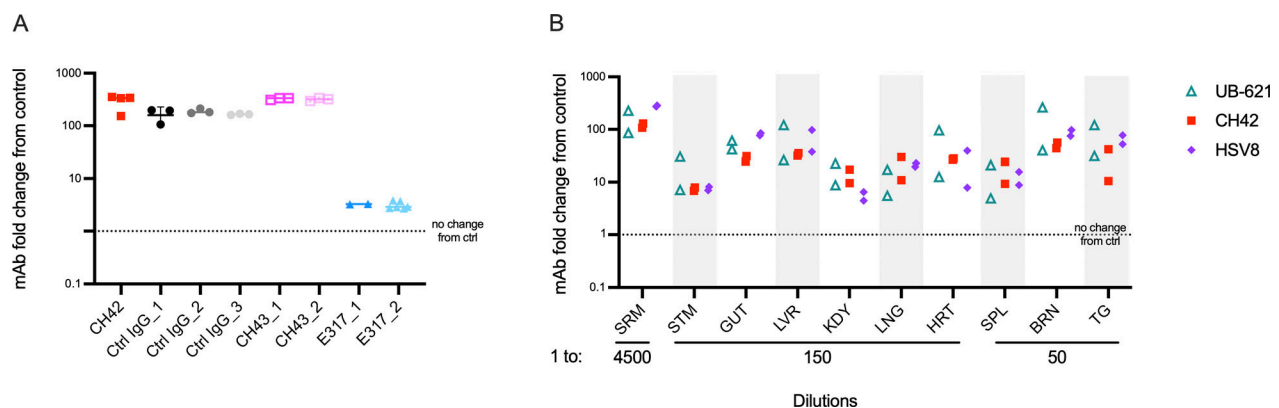 A
mAb fold change from control
1000
100
10
0.1
no change
from ctrl
CH42
Ctrl IgG_1
Ctrl IgG_2
Ctrl IgG_3
CH43_1
CH43_2
E317_1
E317_2
B
mAb fold change from control
1000
100
10
1
0.1
no change
from ctrl
SRM
STM
GUT
LVR
KDY
LNG
HRT
SPL
BRN
TG
1 to: 4500 150 50
Dilutions
UB-621
CH42
HSV8